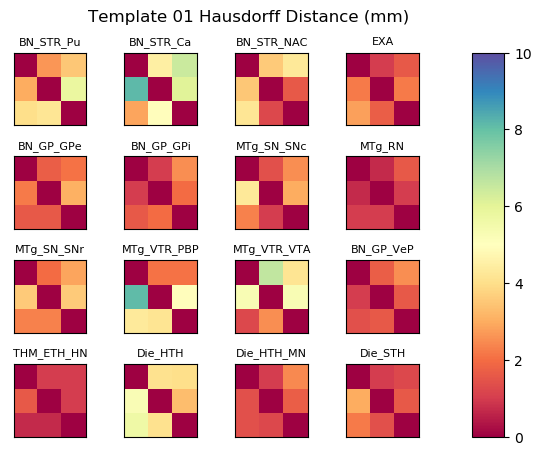 Template 01 Hausdorff Distance (mm)
BN_STR_Pu BN_STR_Ca BN_STR_NAC EXA
BN_GP_GPe BN_GP_GPi MTg_SN_SNc MTg_RN
MTg_SN_SNr MTg_VTR_PBP MTg_VTR_VTA BN_GP_VeP
THM_ETH_HN Die_HTH Die_HTH_MN Die_STH
10
8
6
4
2
0